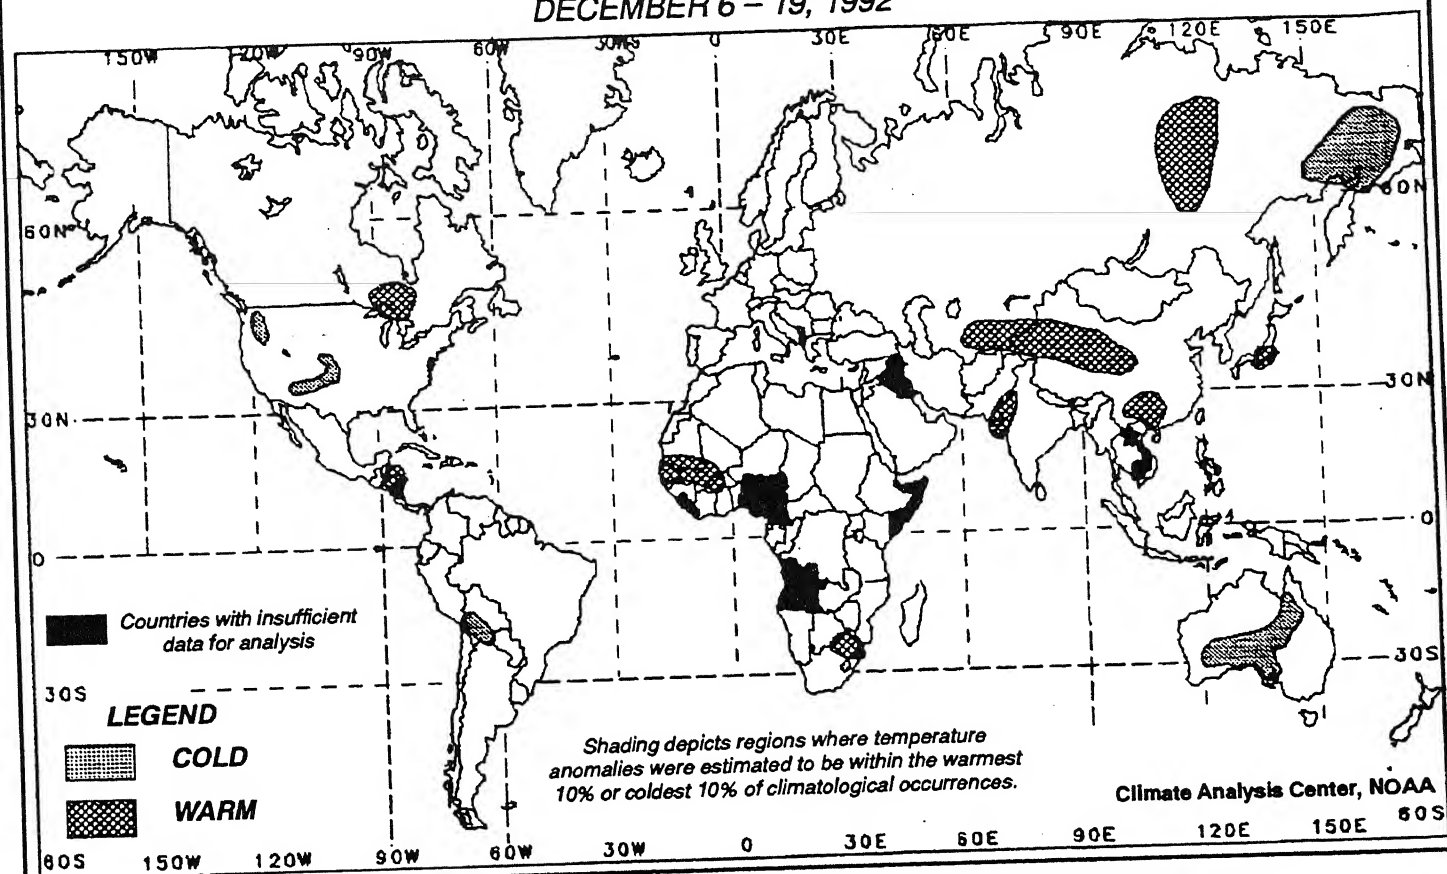 DECEMBER 6 – 19, 1992
150W 120W 90W 60W 30W 0 30E 60E 90E 120E 150E
60N 60N
30N 30N
0 0
30S 30S
Countries with insufficient
data for analysis
LEGEND
COLD
WARM
Shading depicts regions where temperature
anomalies were estimated to be within the warmest
10% or coldest 10% of climatological occurrences.
Climate Analysis Center, NOAA
60S 150W 120W 90W 60W 30W 0 30E 60E 90E 120E 150E 60S